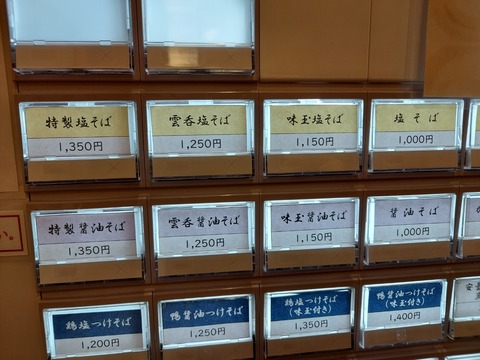 特製塩そば
1,350円
雲呑塩そば
1,250円
味玉塩そば
1,150円
塩そば
1,000円
特製醤油そば
1,350円
雲呑醤油そば
1,250円
味玉醤油そば
1,150円
醤油そば
1,000円
い。
鶏塩つけそば
1,200円
鴨醤油つけそば
1,250円
鶏塩つけそば
(味玉付き)
1,350円
鴨醤油つけそば
(味玉付き)
1,400円